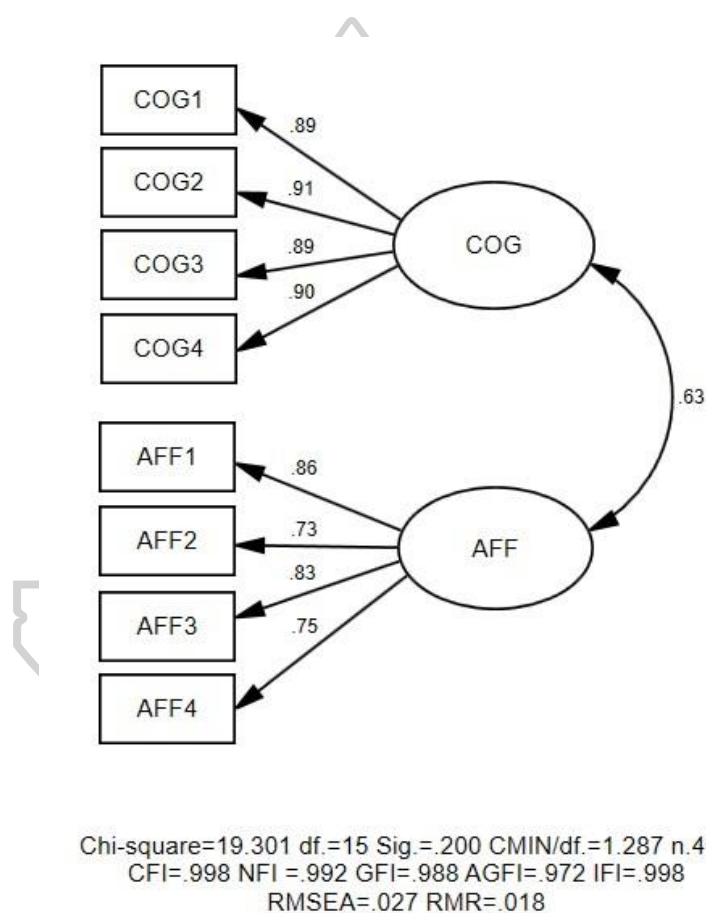 COG1
.89
COG2
.91
COG
COG3
.89
.90
COG4
.63
AFF1
.86
AFF2
.73
AFF
.83
AFF3
.75
AFF4
Chi-square=19.301 df.=15 Sig.=.200 CMIN/df.=1.287 n.4
CFI=.998 NFI =.992 GFI=.988 AGFI=.972 IFI=.998
RMSEA=.027 RMR=.018